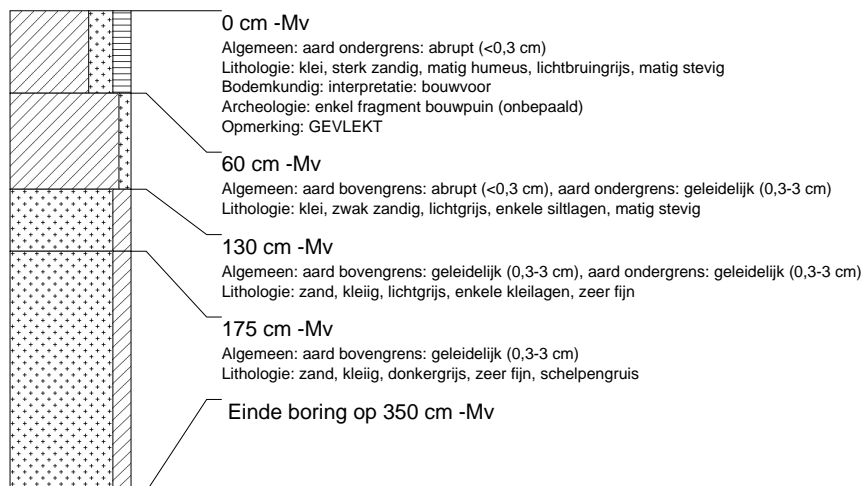 0 cm -Mv
Algemeen: aard ondergrens: abrupt (<0,3 cm)
Lithologie: klei, sterk zandig, matig humeus, lichtbruingrijs, matig stevig
Bodemkundig: interpretatie: bouwvoor
Archeologie: enkel fragment bouwpuin (onbepaald)
Opmerking: GEVLEKT
60 cm -Mv
Algemeen: aard bovengrens: abrupt (<0,3 cm), aard ondergrens: geleidelijk (0,3-3 cm)
Lithologie: klei, zwak zandig, lichtgrijs, enkele siltlagen, matig stevig
130 cm -Mv
Algemeen: aard bovengrens: geleidelijk (0,3-3 cm), aard ondergrens: geleidelijk (0,3-3 cm)
Lithologie: zand, kleiig, lichtgrijs, enkele kleilagen, zeer fijn
175 cm -Mv
Algemeen: aard bovengrens: geleidelijk (0,3-3 cm)
Lithologie: zand, kleiig, donkergrijs, zeer fijn, schelpengruis
Einde boring op 350 cm -Mv